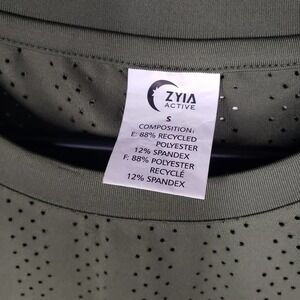 ZYIA
ACTIVE
S
COMPOSITION:
E: 88% RECYCLED
POLYESTER
12% SPANDEX
F: 88% POLYESTER
RECYCLÉ
12% SPANDEX